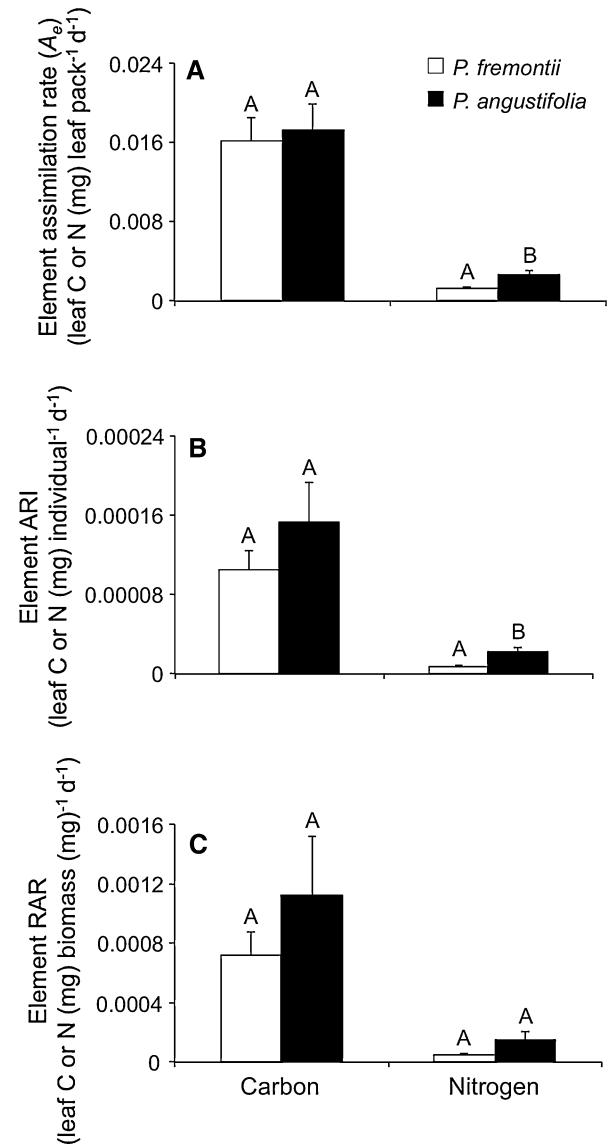 Element assimilation rate (Ae)
(leaf C or N (mg) leaf pack-1 d-1)
A
P. fremontii
P. angustifolia
0.024
0.016
0.008
0
A
A
A
B
Element ARI
(leaf C or N (mg) individual-1 d-1)
B
0.00024
0.00016
0.00008
0
A
A
A
B
Element RAR
(leaf C or N (mg) biomass (mg)-1 d-1)
C
0.0016
0.0012
0.0008
0.0004
0
A
A
A
A
Carbon
Nitrogen